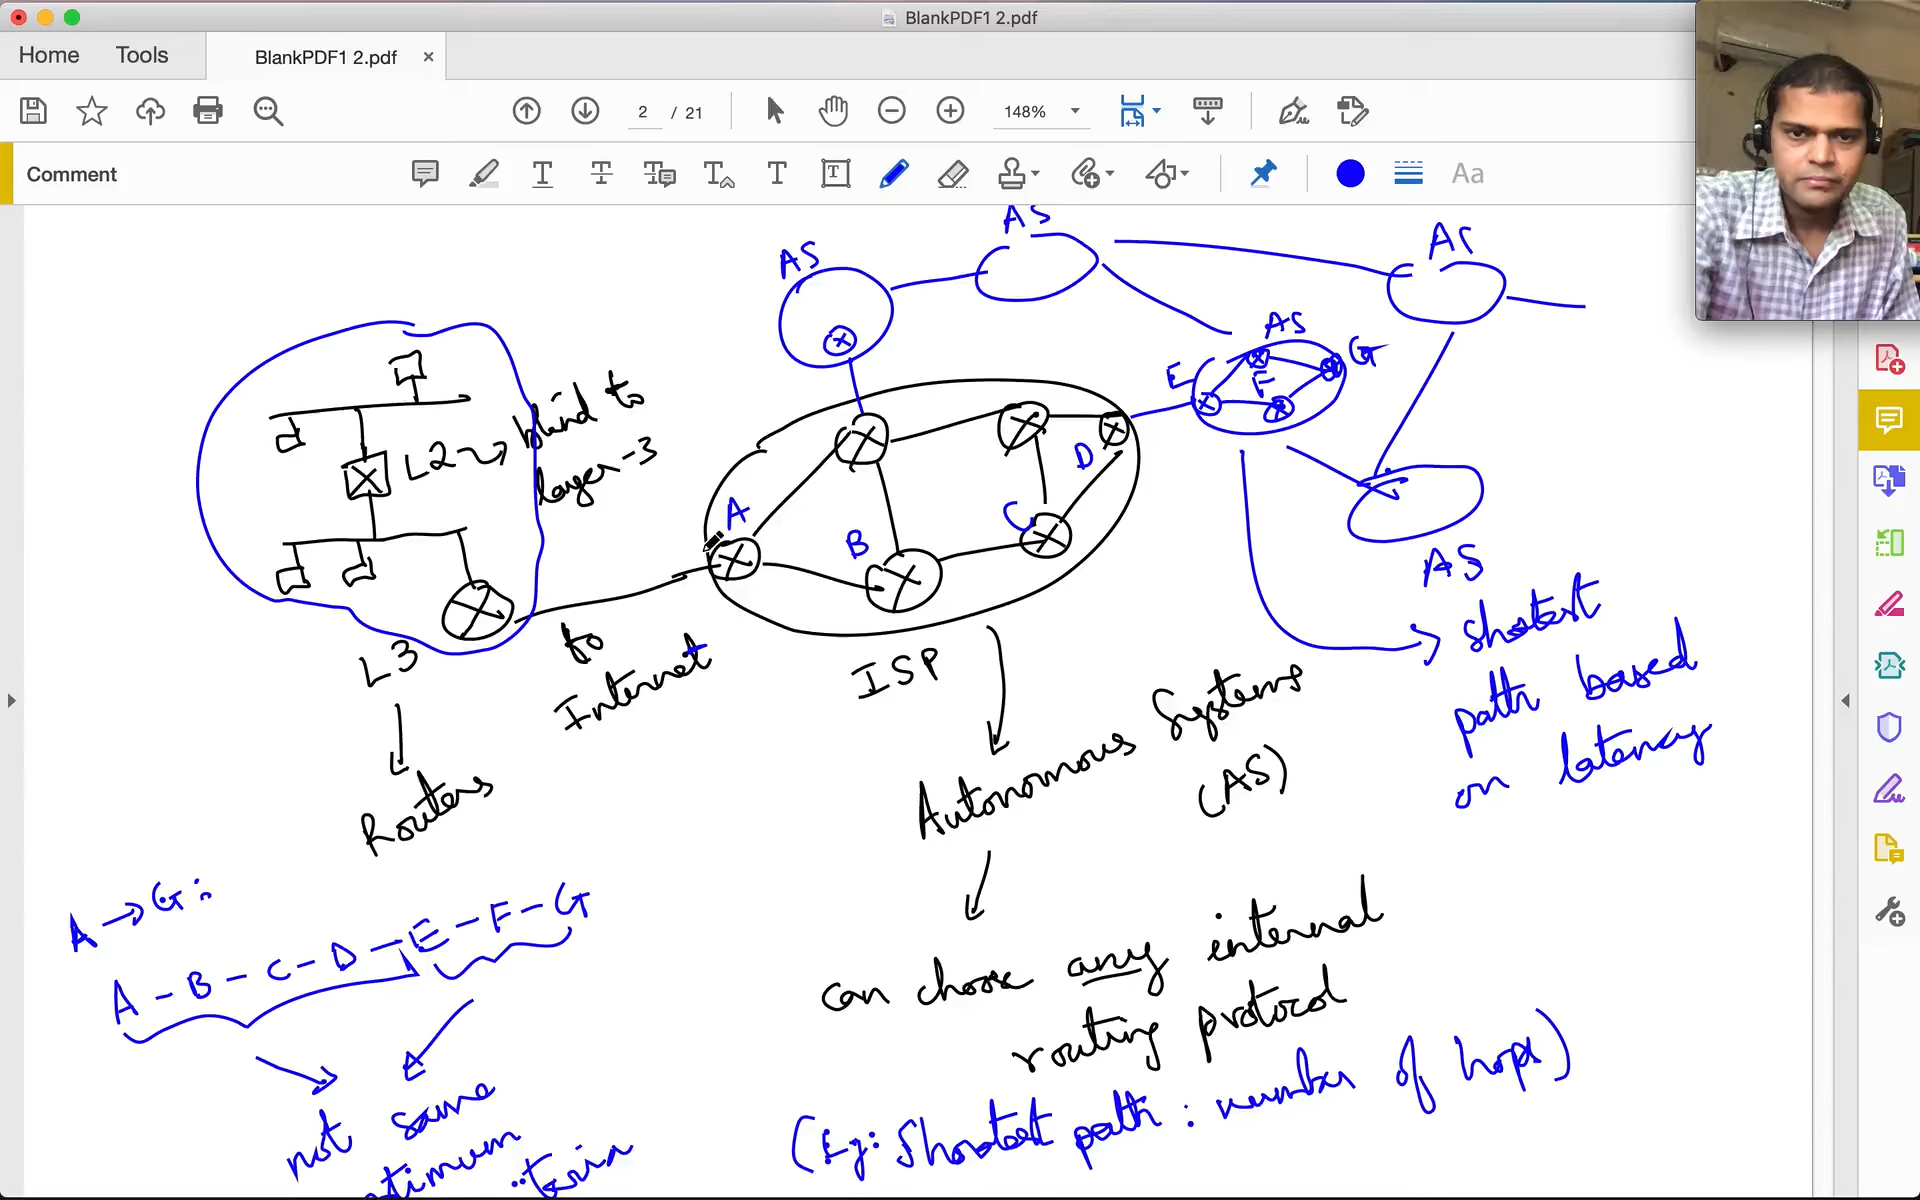 BlankPDF1 2.pdf
Home
Tools
BlankPDF1 2.pdf
×
2 / 21
148%
Comment
Aa
AS
AS
AS
AS
E
F
G
L2 → blind to
layer-3
A
B
C
D
AS
L3
to
Internet
ISP
→ shortest
path based
on latency
Routers
Autonomous Systems
(AS)
A → G:
A - B - C - D - E - F - G
can choose any internal
routing protocol
(Eg: Shortest path: number of hops)
not same